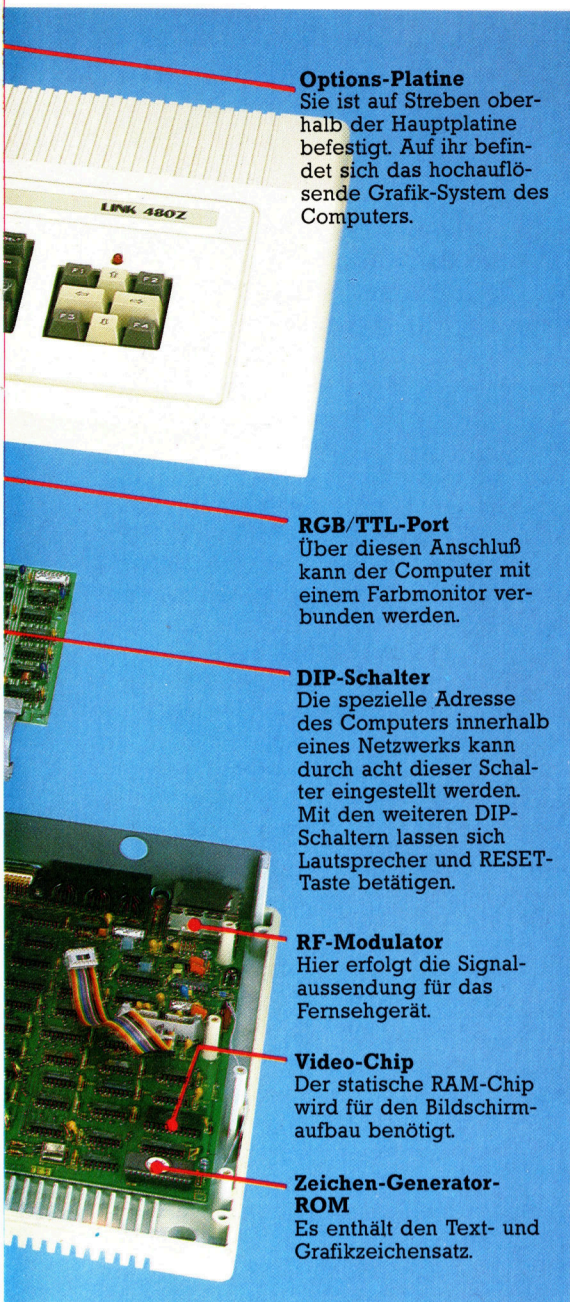 Options-Platine
Sie ist auf Streben ober-
halb der Hauptplatine
befestigt. Auf ihr befin-
det sich das hochauflö-
sende Grafik-System des
Computers.
LINK 480Z
F1
F2
F3
F4
RGB/TTL-Port
Über diesen Anschluß
kann der Computer mit
einem Farbmonitor ver-
bunden werden.
DIP-Schalter
Die spezielle Adresse
des Computers innerhalb
eines Netzwerks kann
durch acht dieser Schal-
ter eingestellt werden.
Mit den weiteren DIP-
Schaltern lassen sich
Lautsprecher und RESET-
Taste betätigen.
RF-Modulator
Hier erfolgt die Signal-
aussendung für das
Fernsehgerät.
Video-Chip
Der statische RAM-Chip
wird für den Bildschirm-
aufbau benötigt.
Zeichen-Generator-
ROM
Es enthält den Text- und
Grafikzeichensatz.